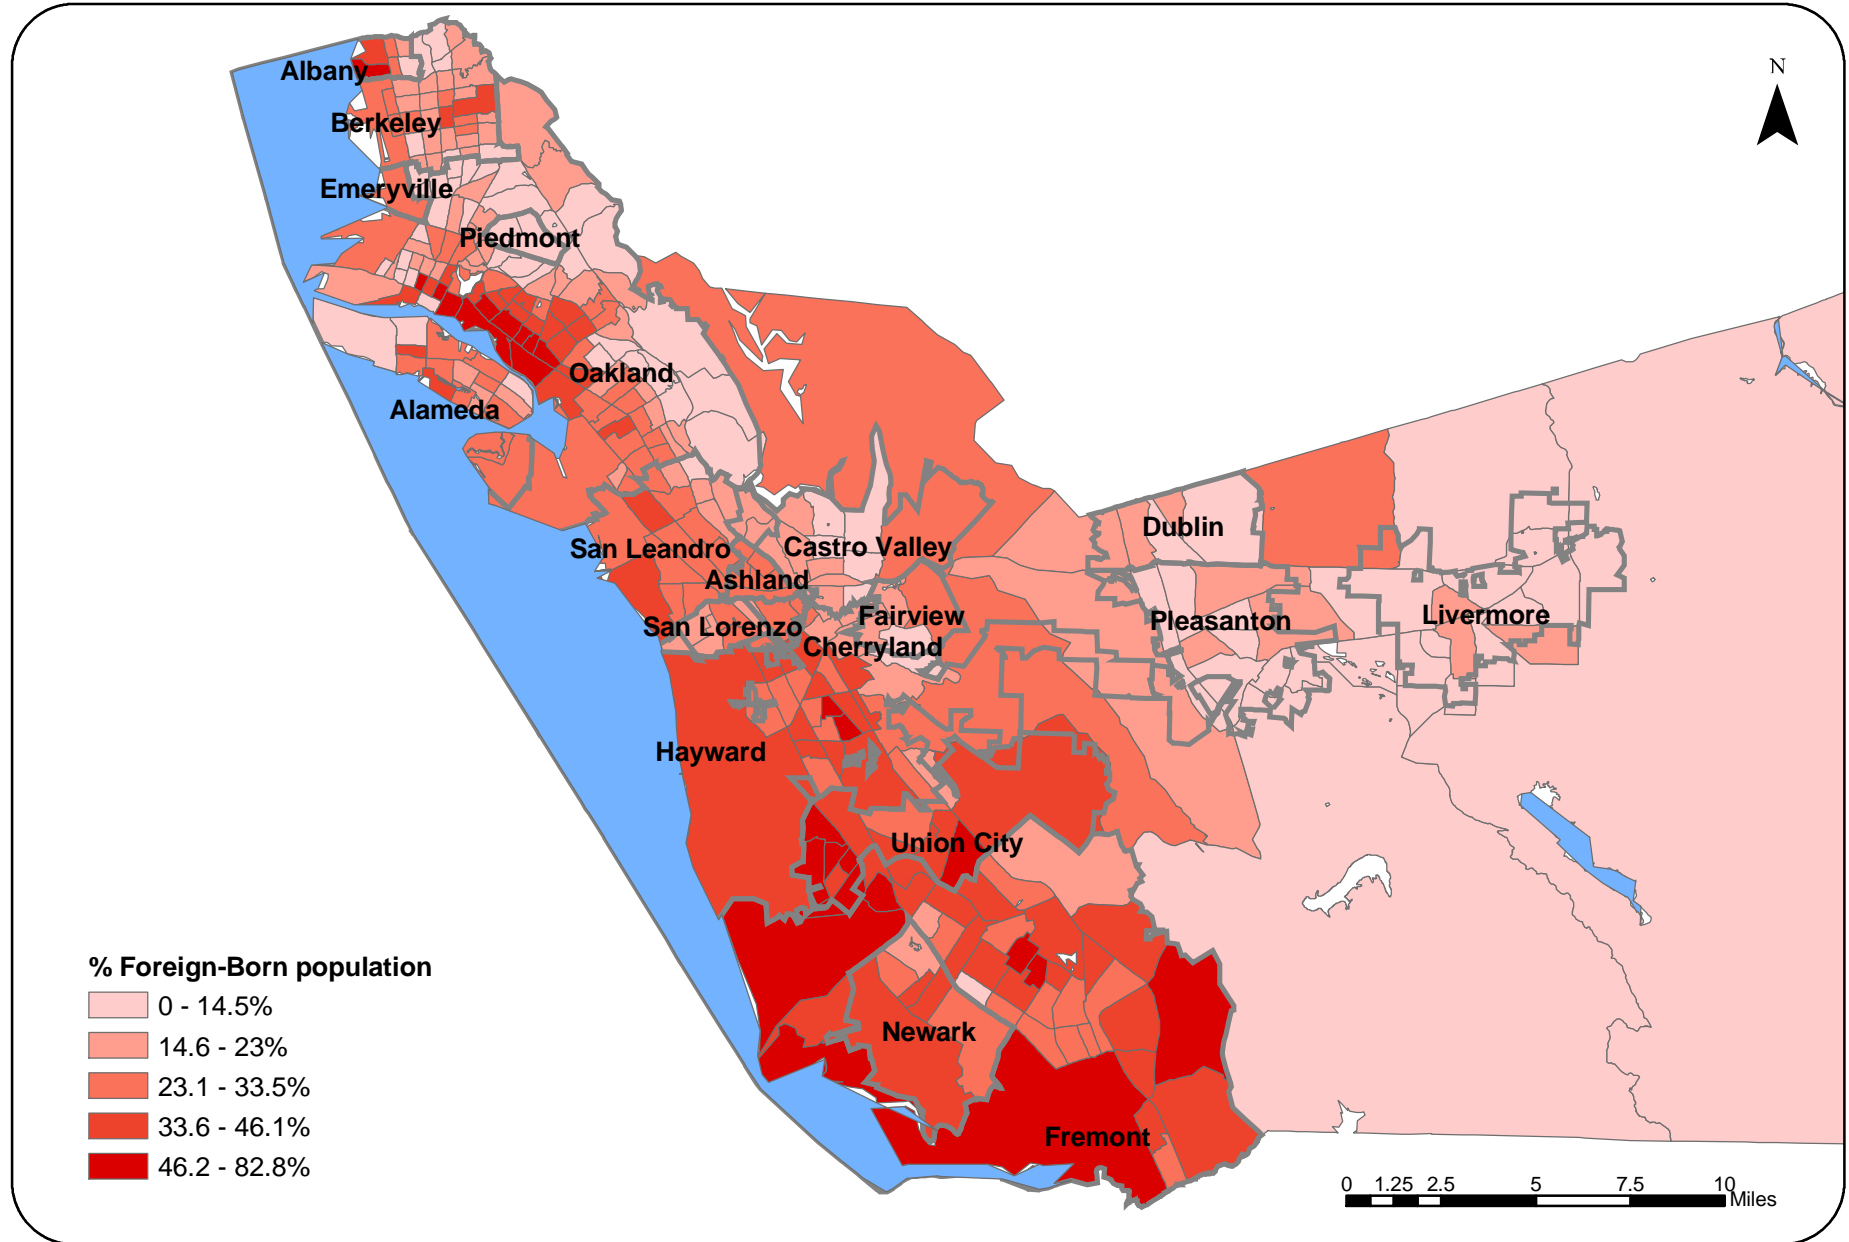 N
Albany
Berkeley
Emeryville
Piedmont
Oakland
Alameda
Dublin
San Leandro
Castro Valley
Ashland
Fairview
Livermore
Pleasanton
San Lorenzo
Cherryland
Hayward
Union City
Newark
Fremont
% Foreign-Born population
0 - 14.5%
14.6 - 23%
23.1 - 33.5%
33.6 - 46.1%
46.2 - 82.8%
0 1.25 2.5 5 7.5 10
Miles